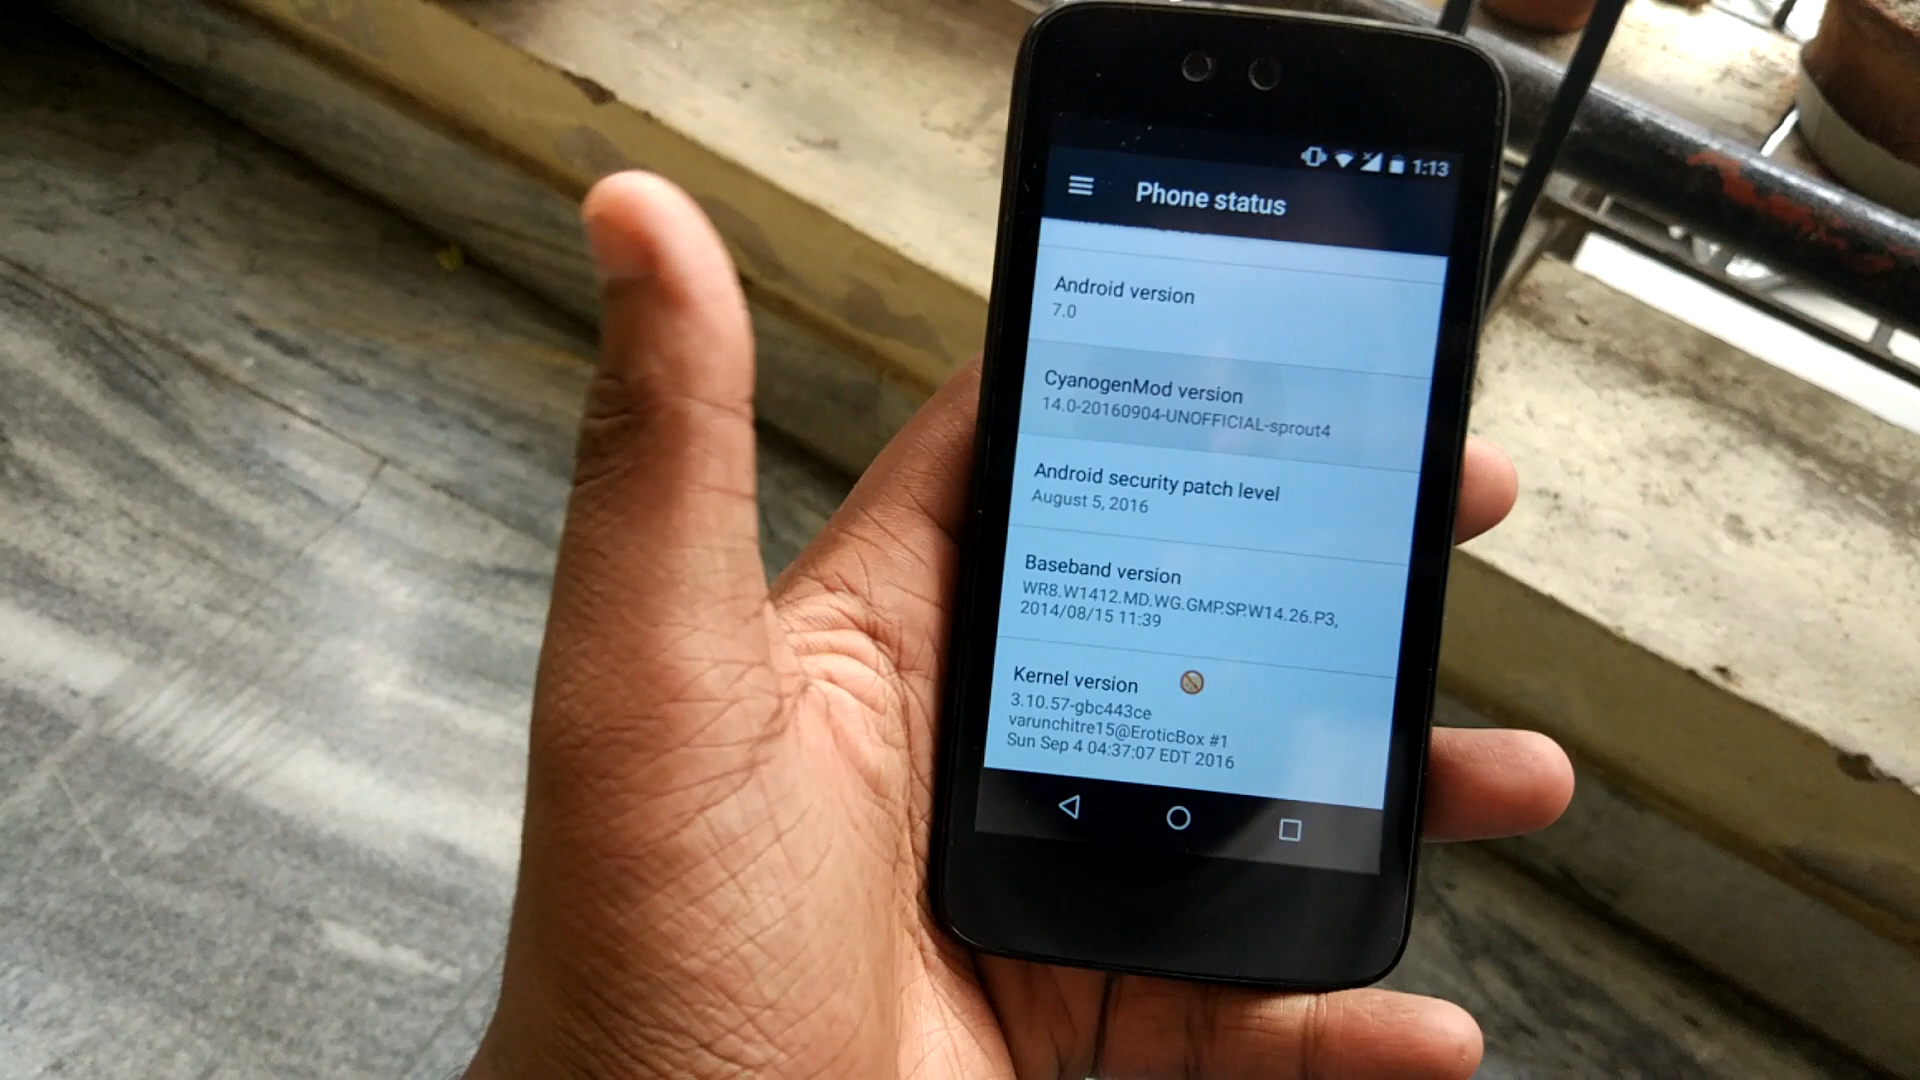 1:13
Phone status
Android version
7.0
CyanogenMod version
14.0-20160904-UNOFFICIAL-sprout4
Android security patch level
August 5, 2016
Baseband version
WR8.W1412.MD.WG.GMP.SP.W14.26.P3,
2014/08/15 11:39
Kernel version
3.10.57-gbc443ce
varunchitre15@EroticBox #1
Sun Sep 4 04:37:07 EDT 2016